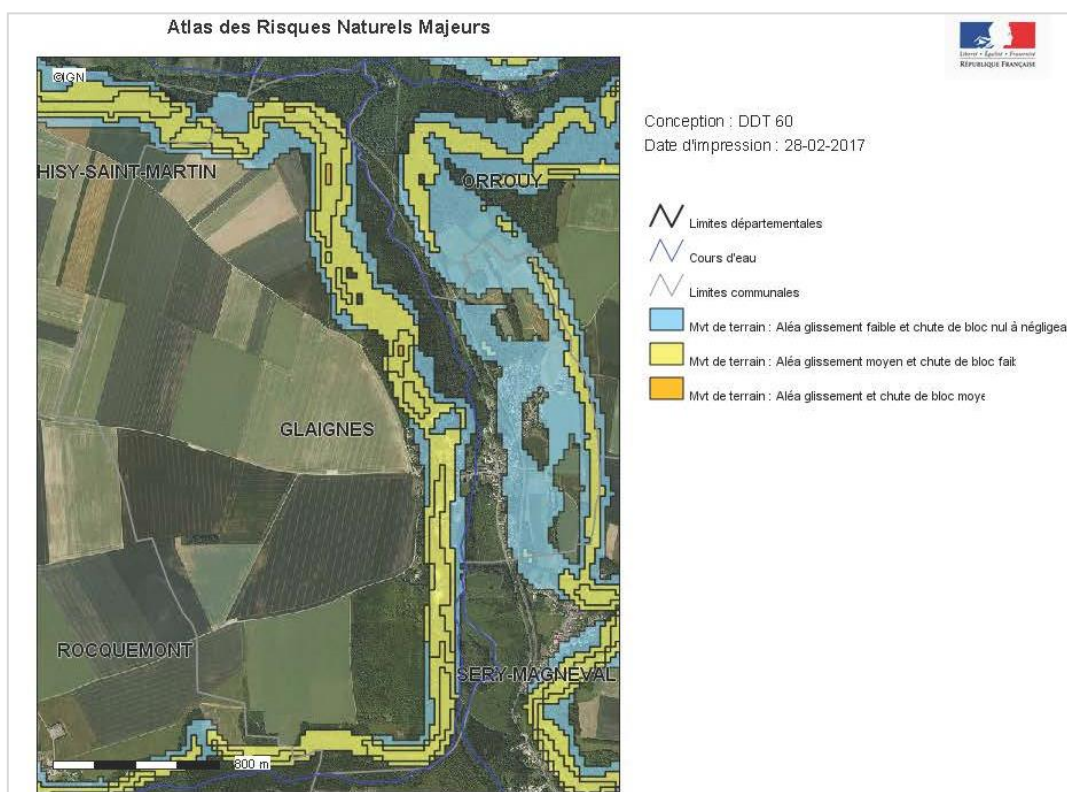 Atlas des Risques Naturels Majeurs
Liberté • Égalité • Fraternité
RÉPUBLIQUE FRANÇAISE
©IGN
Conception : DDT 60
Date d'impression : 28-02-2017
HISY-SAINT-MARTIN
ORROUY
Limites départementales
Cours d'eau
Limites communales
Mvt de terrain : Aléa glissement faible et chute de bloc nul à négligea
Mvt de terrain : Aléa glissement moyen et chute de bloc faib
Mvt de terrain : Aléa glissement et chute de bloc moye
GLAIGNES
ROCQUEMONT
SERY-MAGNEVAL
800 m